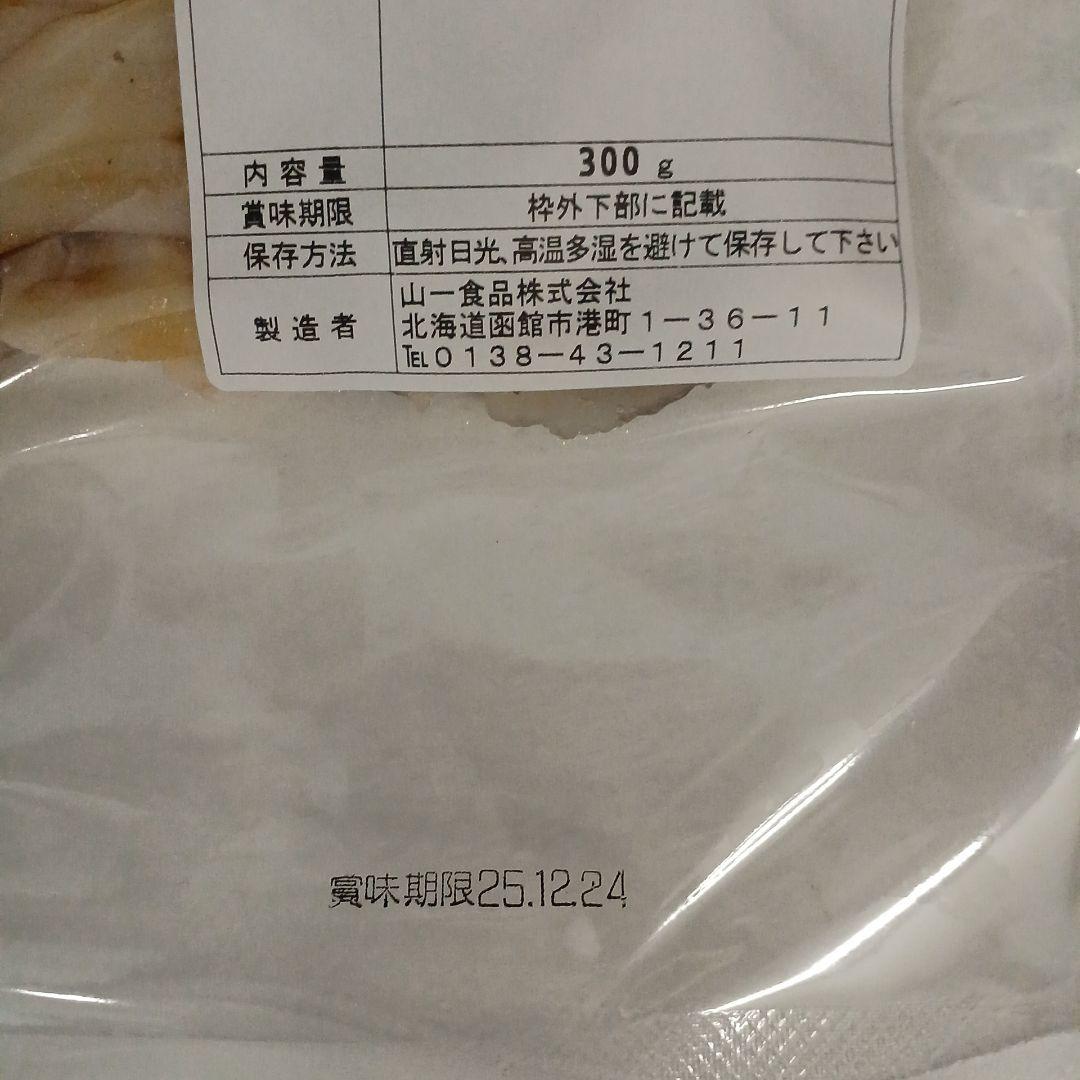 内容量 300 g
賞味期限 枠外下部に記載
保存方法 直射日光、高温多湿を避けて保存して下さい
製造者 山一食品株式会社
北海道函館市港町1-36-11
℡0138-43-1211
賞味期限25.12.24